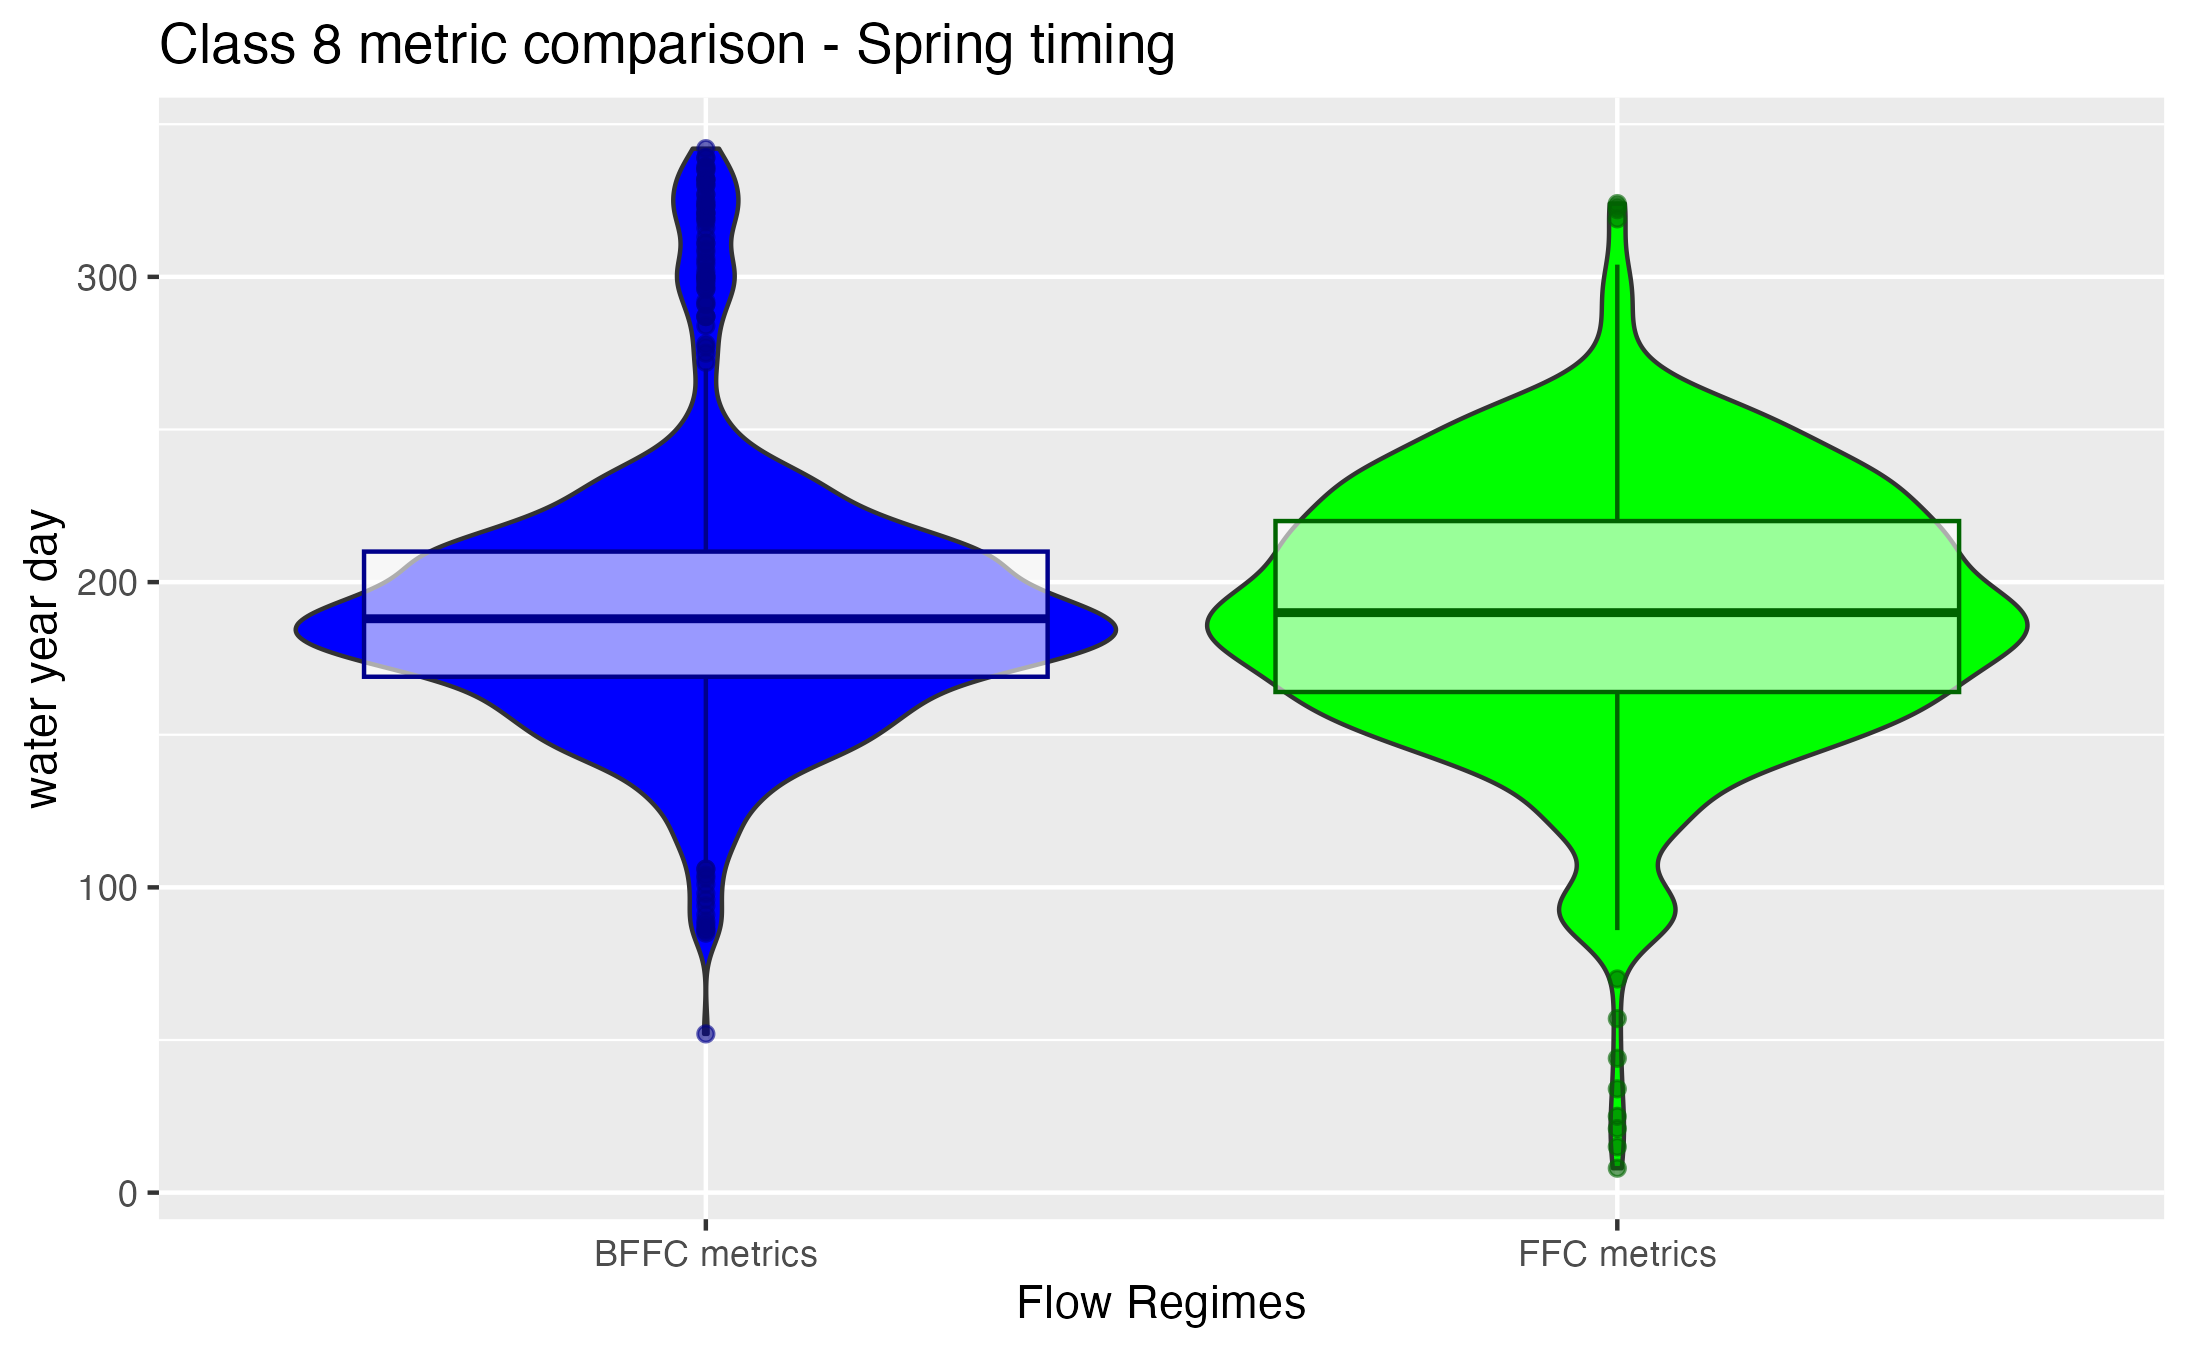 Class 8 metric comparison - Spring timing
water year day
300
200
100
0
BFFC metrics
FFC metrics
Flow Regimes